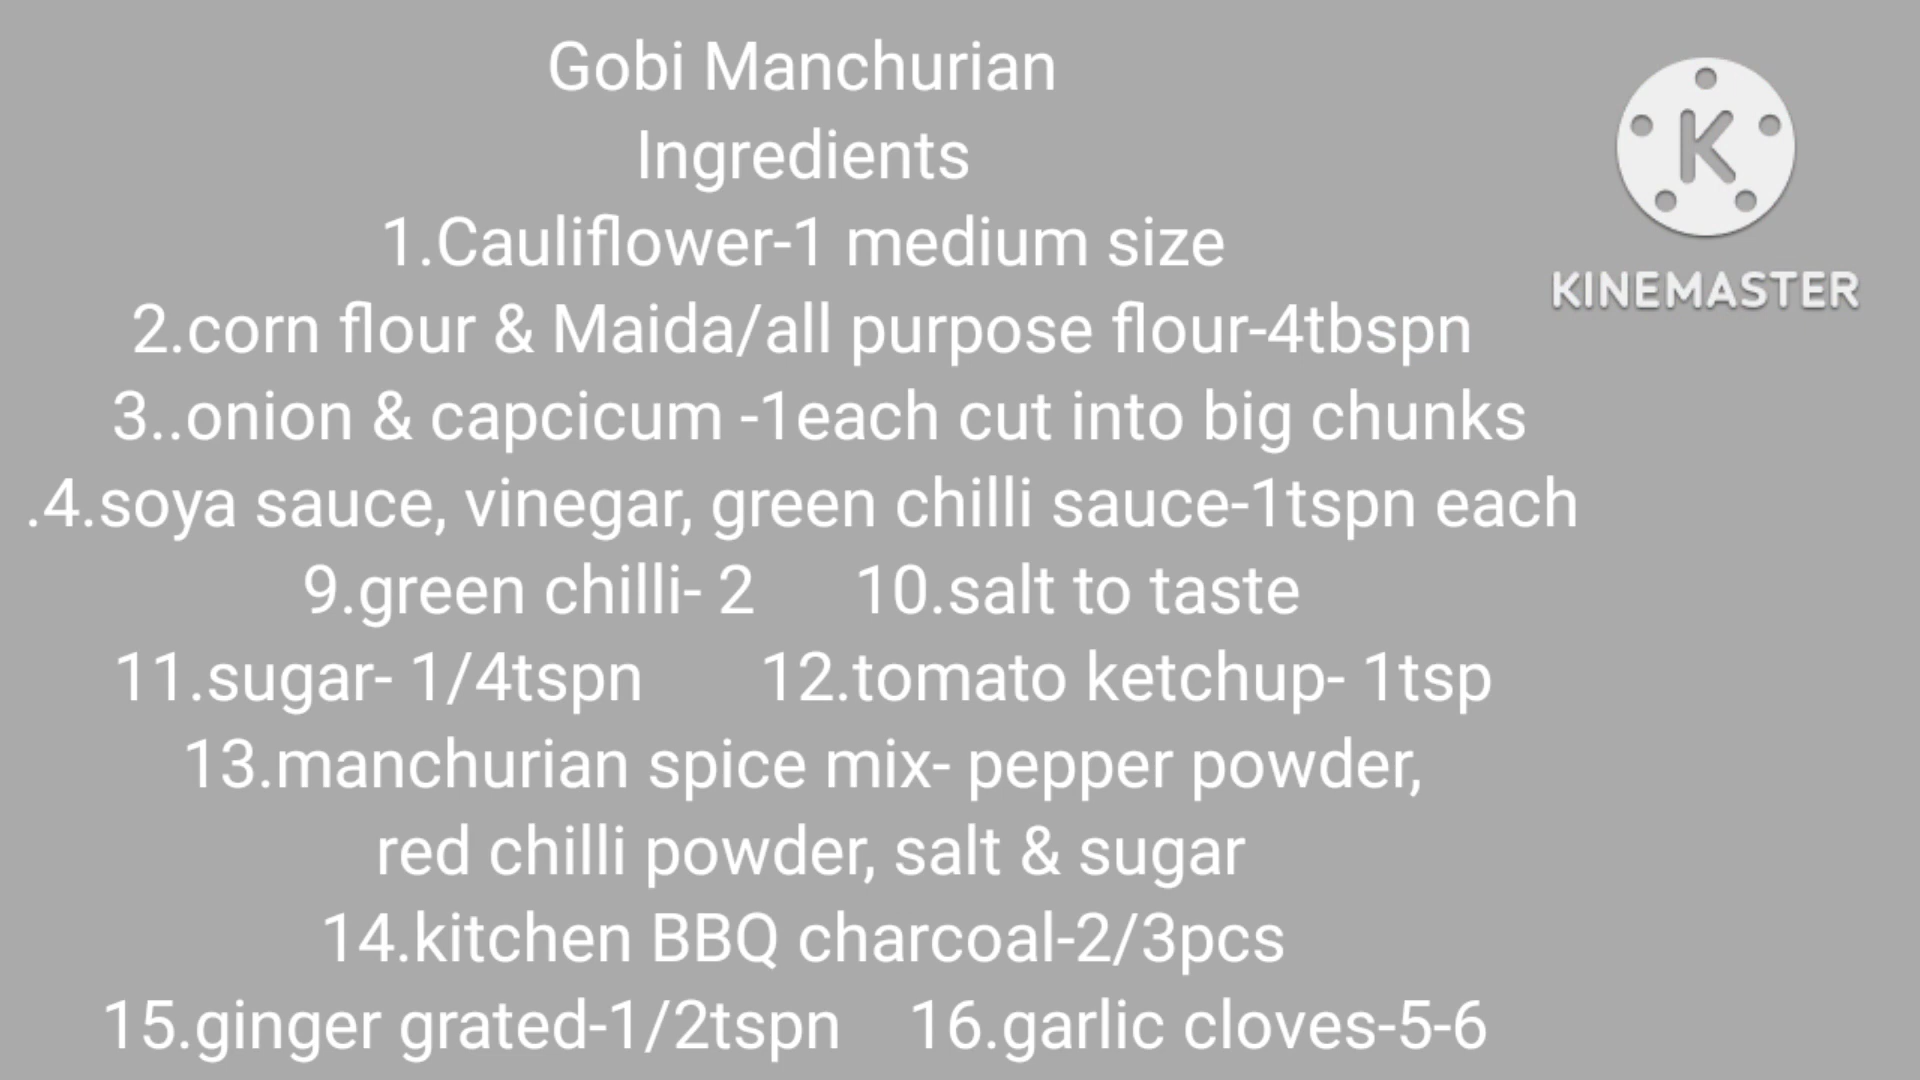 Gobi Manchurian
Ingredients
1.Cauliflower-1 medium size
2.corn flour & Maida/all purpose flour-4tbspn
3..onion & capcicum -1each cut into big chunks
.4.soya sauce, vinegar, green chilli sauce-1tspn each
9.green chilli- 2 10.salt to taste
11.sugar- 1/4tspn 12.tomato ketchup- 1tsp
13.manchurian spice mix- pepper powder,
red chilli powder, salt & sugar
14.kitchen BBQ charcoal-2/3pcs
15.ginger grated-1/2tspn 16.garlic cloves-5-6
K
KINEMASTER